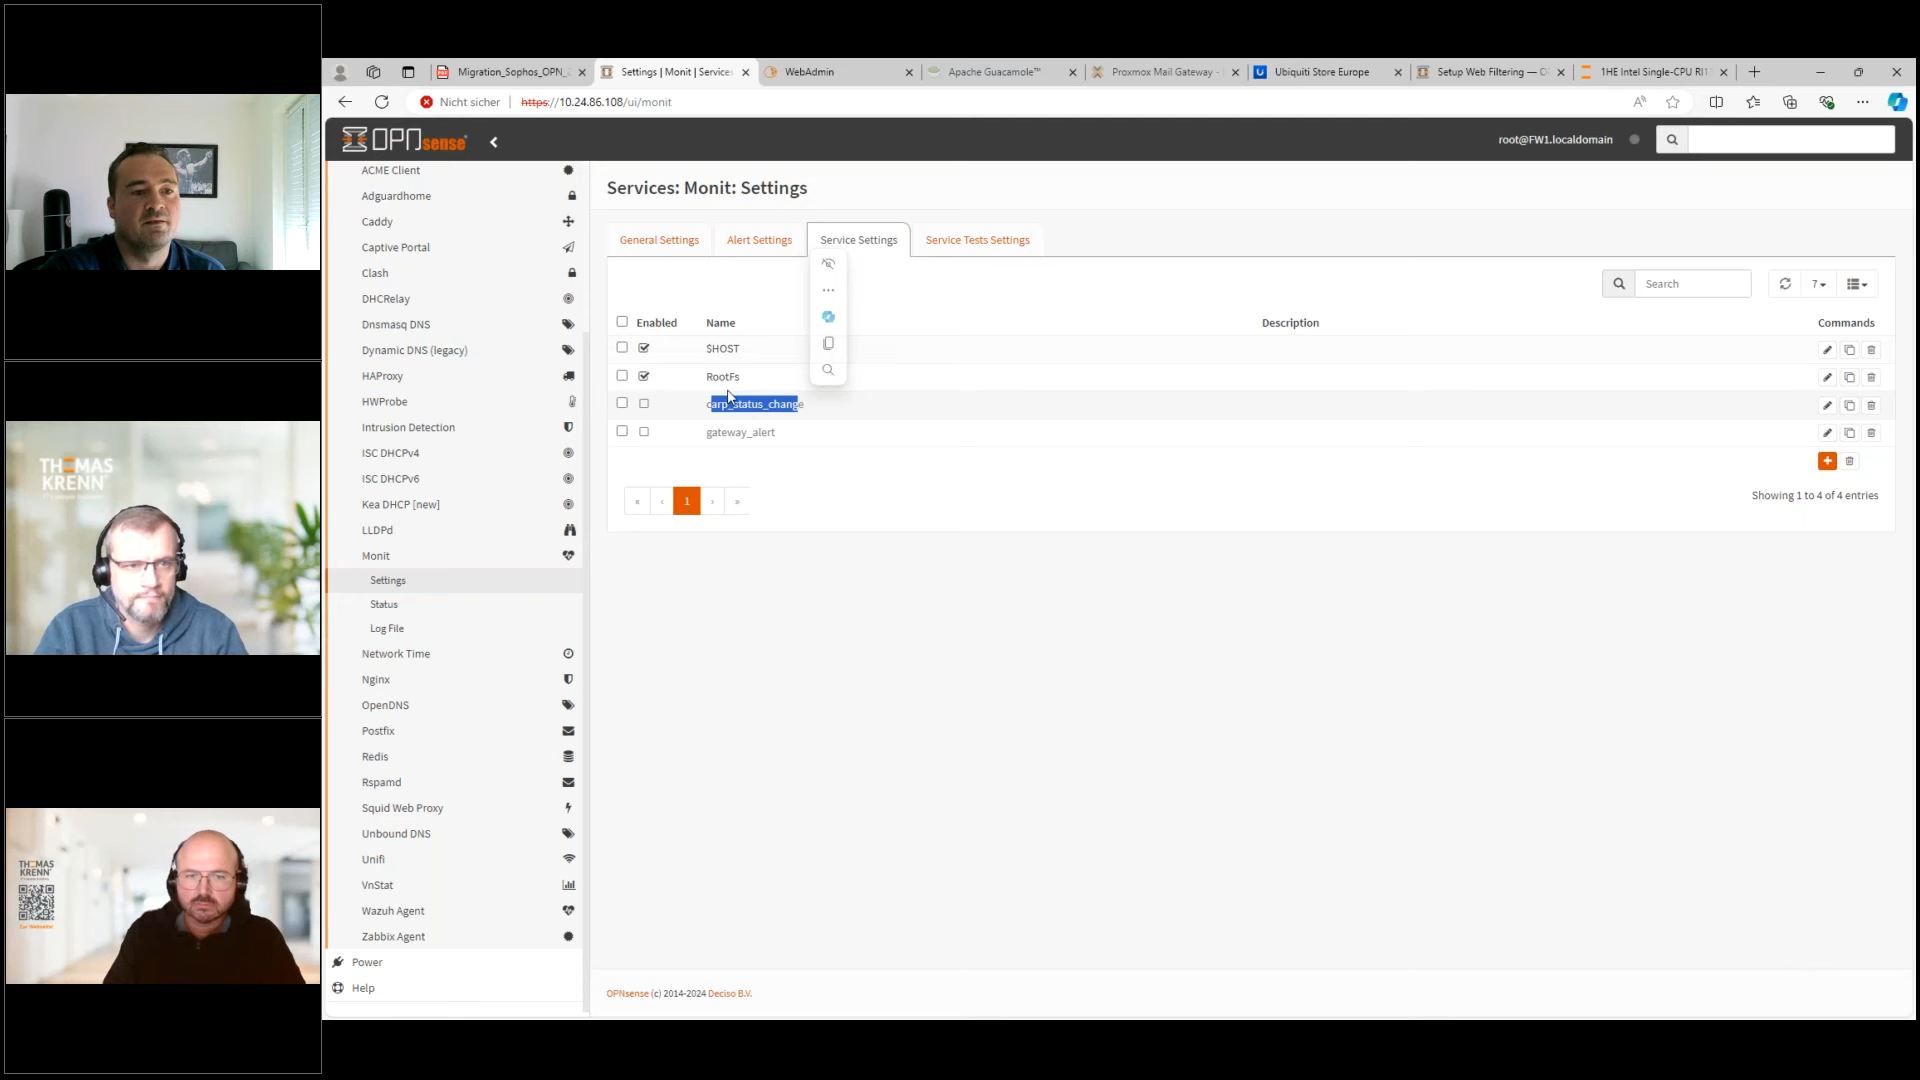 THOMAS
KRENN
THOMAS
KRENN
Migration_Sophos_OPN_
Settings | Monit | Services
WebAdmin
Apache Guacamole™
Proxmox Mail Gateway -
Ubiquiti Store Europe
Setup Web Filtering —
1HE Intel Single-CPU RI1
Nicht sicher
https://10.24.86.108/ui/monit
OPNsense
root@FW1.localdomain
ACME Client
Adguardhome
Caddy
Captive Portal
Clash
DHCRelay
Dnsmasq DNS
Dynamic DNS (legacy)
HAProxy
HWProbe
Intrusion Detection
ISC DHCPv4
ISC DHCPv6
Kea DHCP [new]
LLDPd
Monit
Settings
Status
Log File
Network Time
Nginx
OpenDNS
Postfix
Redis
Rspamd
Squid Web Proxy
Unbound DNS
Unifi
VnStat
Wazuh Agent
Zabbix Agent
Power
Help
Services: Monit: Settings
General Settings
Alert Settings
Service Settings
Service Tests Settings
Search
7
Enabled Name Description Commands
$HOST
RootFs
carp_status_change
gateway_alert
« ‹ 1 › »
Showing 1 to 4 of 4 entries
OPNsense (c) 2014-2024 Deciso B.V.